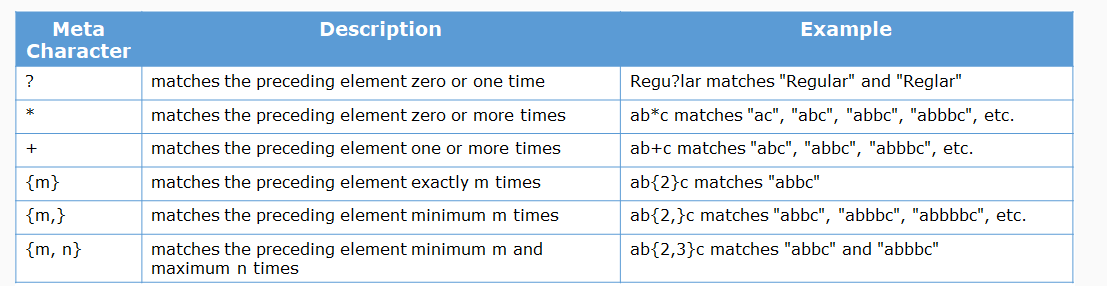 Meta Character Description Example
? matches the preceding element zero or one time Regu?lar matches "Regular" and "Reglar"
* matches the preceding element zero or more times ab*c matches "ac", "abc", "abbc", "abbbc", etc.
+ matches the preceding element one or more times ab+c matches "abc", "abbc", "abbbc", etc.
{m} matches the preceding element exactly m times ab{2}c matches "abbc"
{m,} matches the preceding element minimum m times ab{2,}c matches "abbc", "abbbc", "abbbbc", etc.
{m, n} matches the preceding element minimum m and ab{2,3}c matches "abbc" and "abbbc"
maximum n times